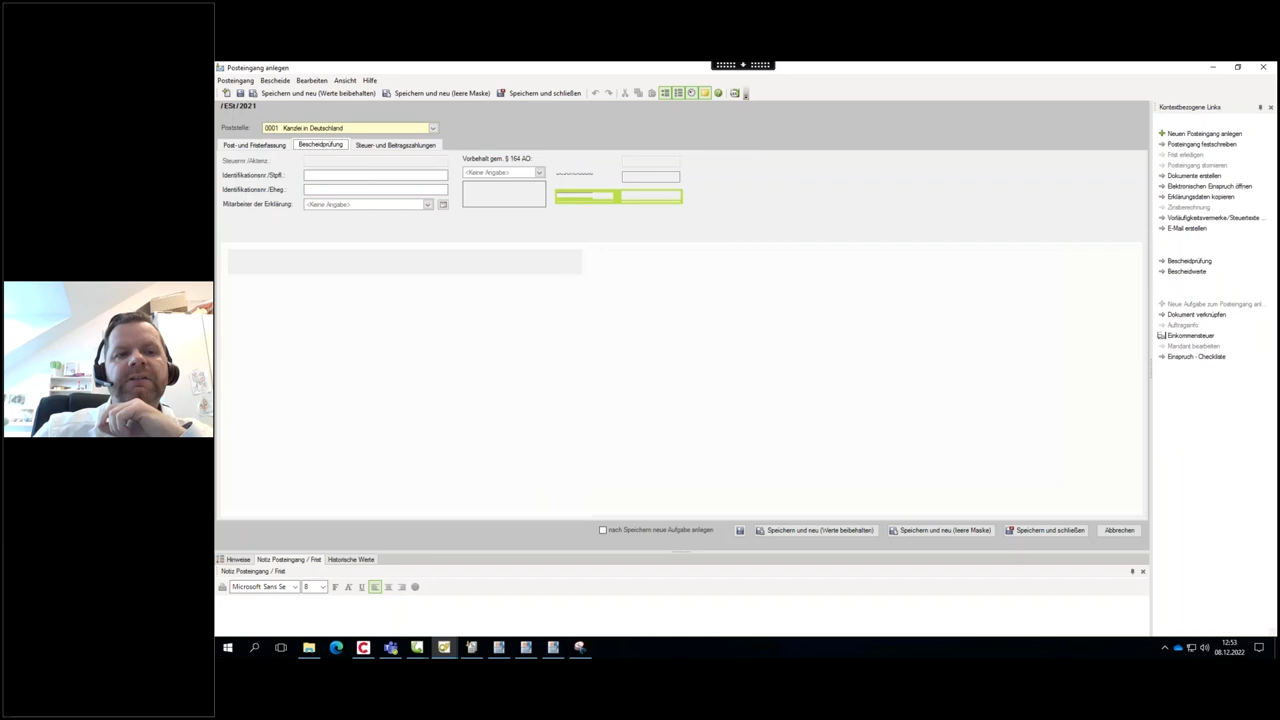 Posteingang anlegen
Posteingang Bescheide Bearbeiten Ansicht Hilfe
Speichern und neu (Werte beibehalten) Speichern und neu (leere Maske) Speichern und schließen
/ESt/2021
Poststelle: 0001 Kanzlei in Deutschland
Post- und Fristerfassung Bescheidprüfung Steuer- und Beitragszahlungen
Steuernr./Aktenz.:
Identifikationsnr./Stpfl.:
Identifikationsnr./Eheg.:
Mitarbeiter der Erklärung: <Keine Angabe>
Vorbehalt gem. § 164 AO:
<Keine Angabe>
nach Speichern neue Aufgabe anlegen Speichern und neu (Werte beibehalten) Speichern und neu (leere Maske) Speichern und schließen Abbrechen
Hinweise Notiz Posteingang / Frist Historische Werte
Notiz Posteingang / Frist
Microsoft Sans Se 8 F A U
Kontextbezogene Links
Neuen Posteingang anlegen
Posteingang festschreiben
Frist erledigen
Posteingang stornieren
Dokumente erstellen
Elektronischen Einspruch öffnen
Erklärungsdaten kopieren
Zinsberechnung
Vorläufigkeitsvermerke/Steuertexte ...
E-Mail erstellen
Bescheidprüfung
Bescheidwerte
Neue Aufgabe zum Posteingang anl...
Dokument verknüpfen
Auftragsinfo
Einkommensteuer
Mandant bearbeiten
Einspruch - Checkliste
12:53
08.12.2022